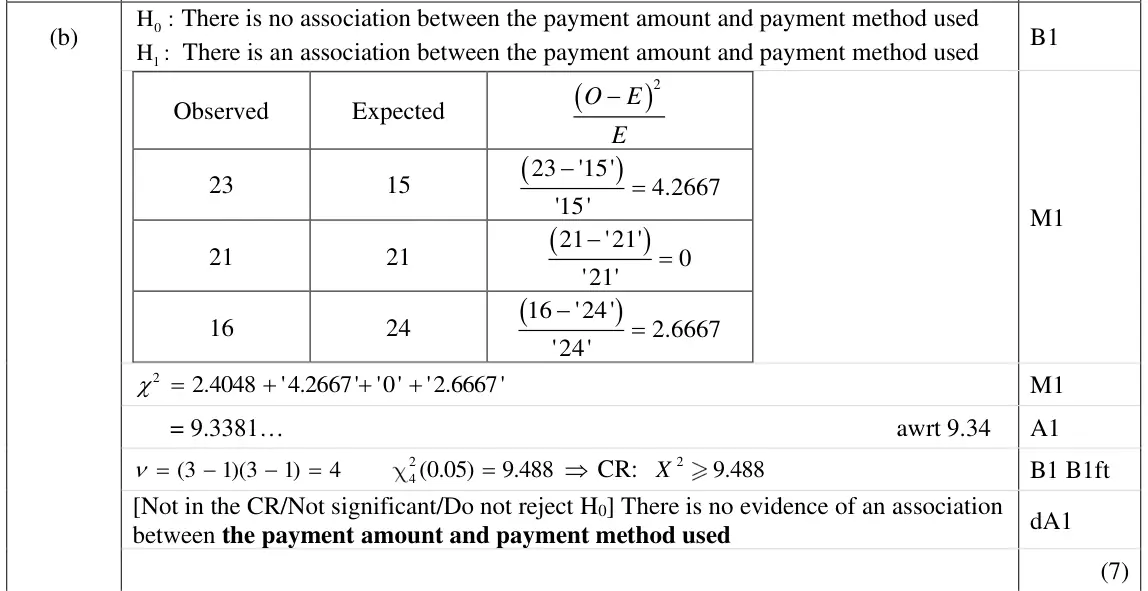 (b)
H₀ : There is no association between the payment amount and payment method used
H₁ : There is an association between the payment amount and payment method used
B1
Observed Expected (O − E)²/E
23 15 (23 − '15')/'15' = 4.2667
21 21 (21 − '21')/'21' = 0
16 24 (16 − '24')/'24' = 2.6667
M1
χ² = 2.4048 + '4.2667' + '0' + '2.6667' M1
= 9.3381… awrt 9.34 A1
ν = (3 − 1)(3 − 1) = 4 χ²₄(0.05) = 9.488 ⇒ CR: X² ⩾ 9.488 B1 B1ft
[Not in the CR/Not significant/Do not reject H₀] There is no evidence of an association
between the payment amount and payment method used
dA1
(7)